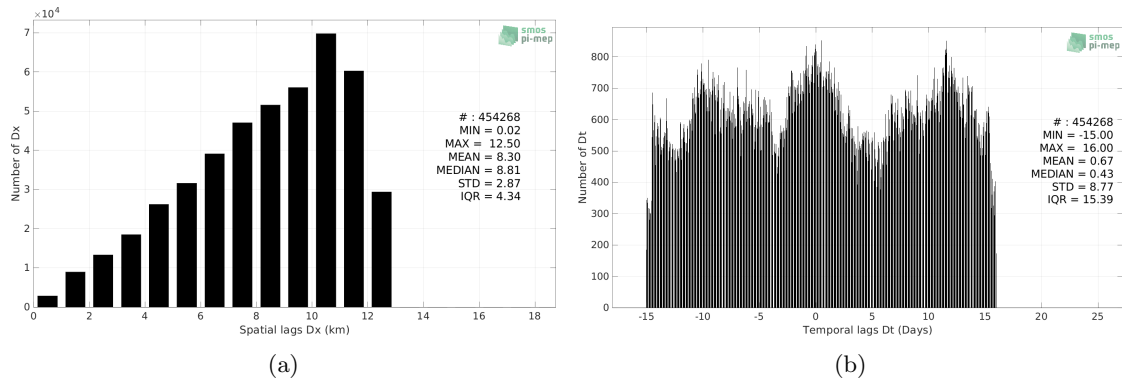 ×10⁴
7
6
5
4
3
2
1
0
Number of Dx
0 2 4 6 8 10 12 14 16 18
Spatial lags Dx (km)
smos
pi-mep
# : 454268
MIN = 0.02
MAX = 12.50
MEAN = 8.30
MEDIAN = 8.81
STD = 2.87
IQR = 4.34
(a)
800
700
600
500
400
300
200
100
0
Number of Dt
-15 -10 -5 0 5 10 15 20 25
Temporal lags Dt (Days)
smos
pi-mep
# : 454268
MIN = -15.00
MAX = 16.00
MEAN = 0.67
MEDIAN = 0.43
STD = 8.77
IQR = 15.39
(b)